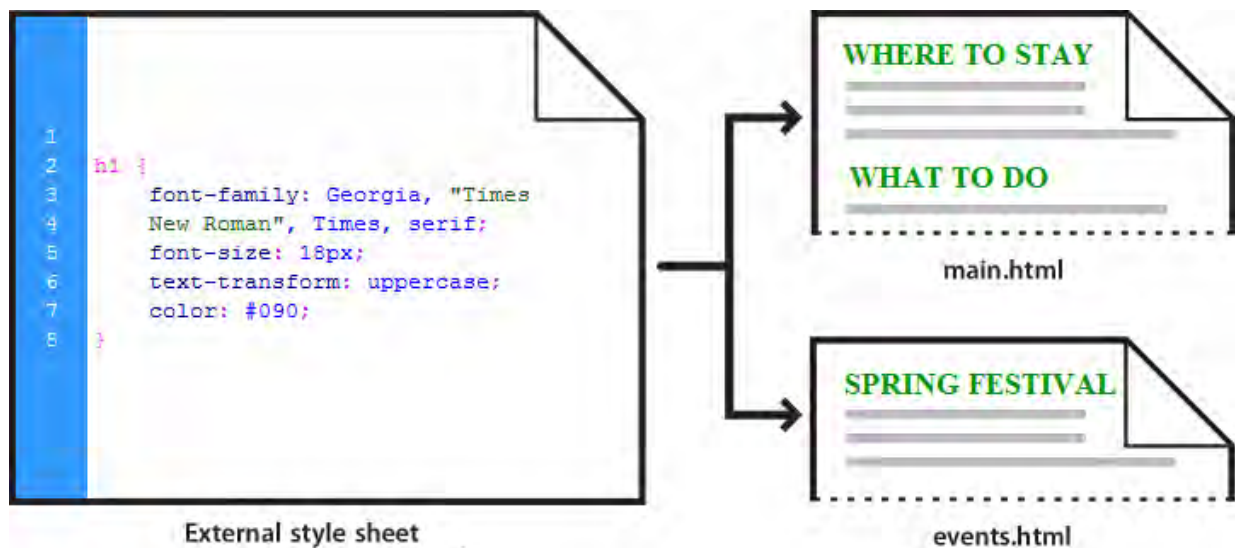 1
2 h1 {
3 font-family: Georgia, "Times
4 New Roman", Times, serif;
5 font-size: 18px;
6 text-transform: uppercase;
7 color: #090;
8 }
External style sheet
WHERE TO STAY
WHAT TO DO
main.html
SPRING FESTIVAL
events.html